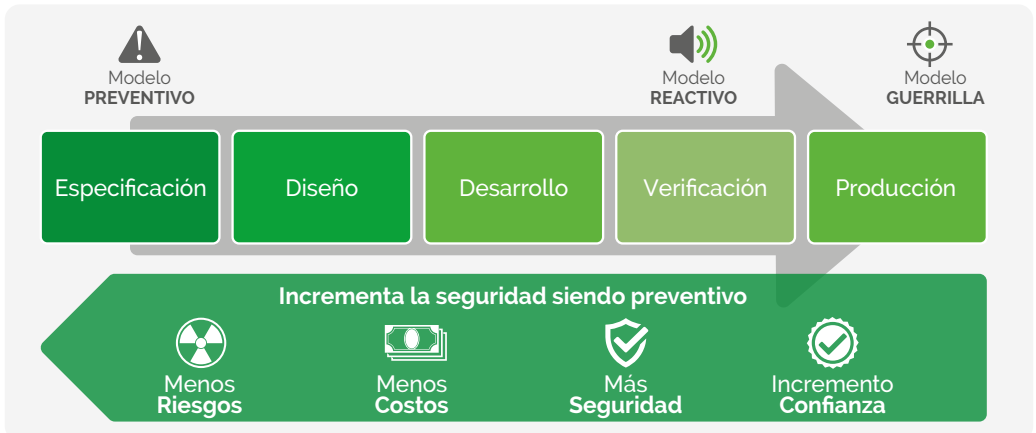 Modelo
PREVENTIVO
Modelo
REACTIVO
Modelo
GUERRILLA
Especificación
Diseño
Desarrollo
Verificación
Producción
Incrementa la seguridad siendo preventivo
Menos
Riesgos
Menos
Costos
Más
Seguridad
Incremento
Confianza